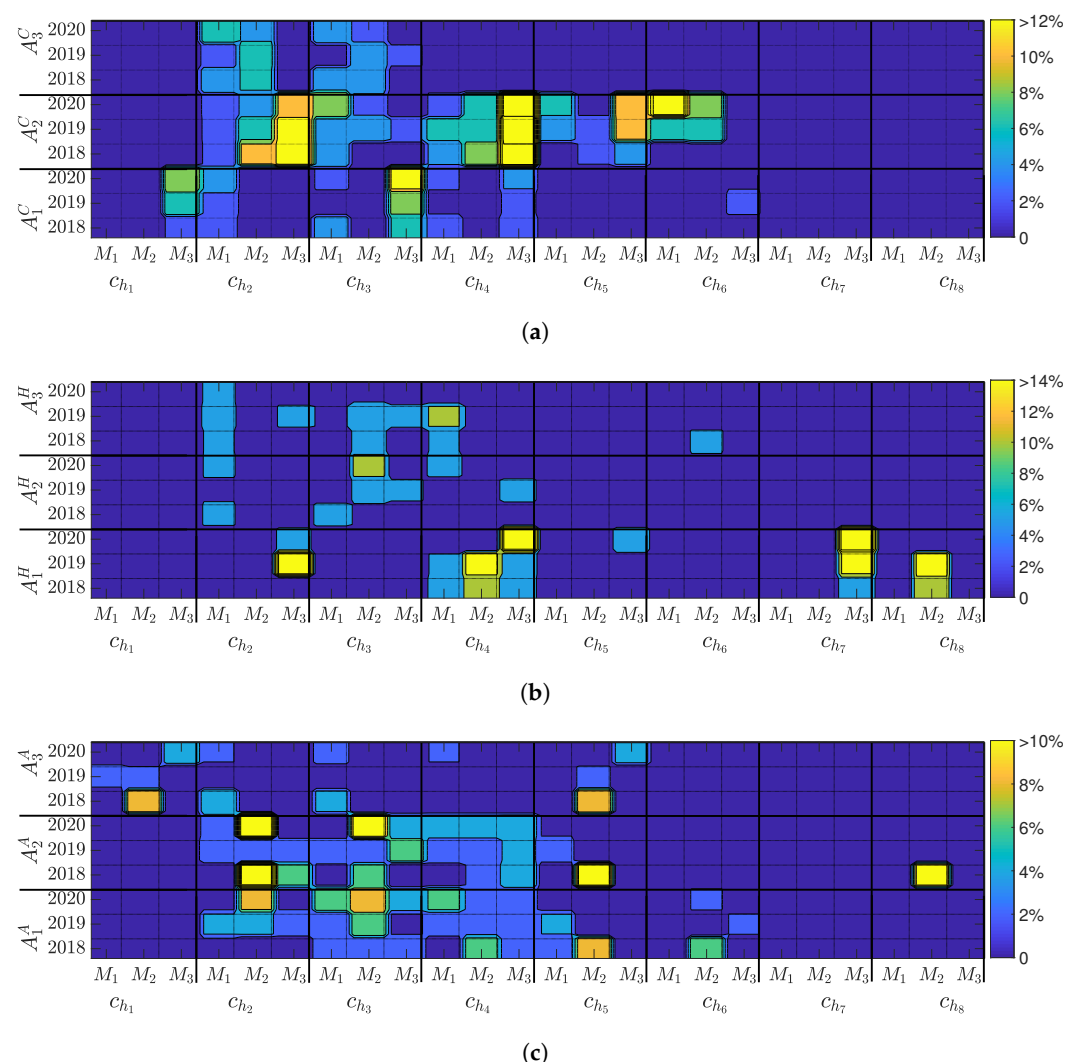 2020 >12%
A_3^C 2019 10%
2018
2020 8%
A_2^C 2019 6%
2018 4%
2020
A_1^C 2019 2%
2018 0
M_1 M_2 M_3 M_1 M_2 M_3 M_1 M_2 M_3 M_1 M_2 M_3 M_1 M_2 M_3 M_1 M_2 M_3 M_1 M_2 M_3 M_1 M_2 M_3
c_{h_1} c_{h_2} c_{h_3} c_{h_4} c_{h_5} c_{h_6} c_{h_7} c_{h_8}
(a)
2020 >14%
A_3^H 2019 12%
2018 10%
2020 8%
A_2^H 2019 6%
2018
2020 4%
A_1^H 2019 2%
2018 0
M_1 M_2 M_3 M_1 M_2 M_3 M_1 M_2 M_3 M_1 M_2 M_3 M_1 M_2 M_3 M_1 M_2 M_3 M_1 M_2 M_3 M_1 M_2 M_3
c_{h_1} c_{h_2} c_{h_3} c_{h_4} c_{h_5} c_{h_6} c_{h_7} c_{h_8}
(b)
2020 >10%
A_3^A 2019
2018 8%
2020 6%
A_2^A 2019
2018 4%
2020
A_1^A 2019 2%
2018 0
M_1 M_2 M_3 M_1 M_2 M_3 M_1 M_2 M_3 M_1 M_2 M_3 M_1 M_2 M_3 M_1 M_2 M_3 M_1 M_2 M_3 M_1 M_2 M_3
c_{h_1} c_{h_2} c_{h_3} c_{h_4} c_{h_5} c_{h_6} c_{h_7} c_{h_8}
(c)